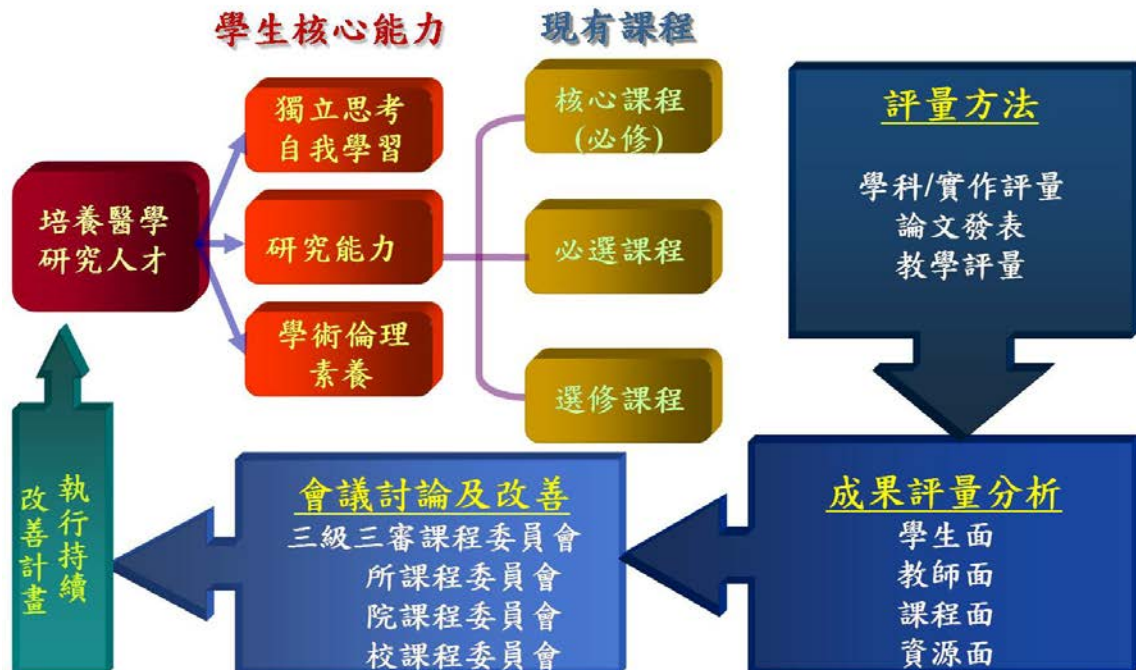 學生核心能力
現有課程
培養醫學
研究人才
獨立思考
自我學習
研究能力
學術倫理
素養
核心課程
(必修)
必選課程
選修課程
評量方法
學科/實作評量
論文發表
教學評量
成果評量分析
學生面
教師面
課程面
資源面
會議討論及改善
三級三審課程委員會
所課程委員會
院課程委員會
校課程委員會
執行持續
改善計畫